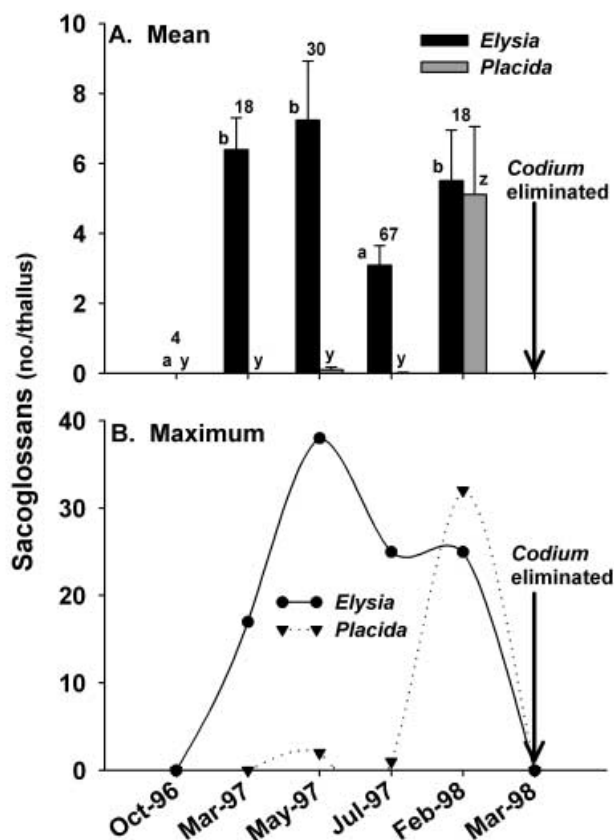 A. Mean
Elysia
Placida
10
8
6
4
2
0
4
a y
b 18
y
b 30
y
a 67
y
b 18
z
Codium
eliminated
Sacoglossans (no./thallus)
B. Maximum
40
30
20
10
0
Elysia
Placida
Codium
eliminated
Oct-96
Mar-97
May-97
Jul-97
Feb-98
Mar-98